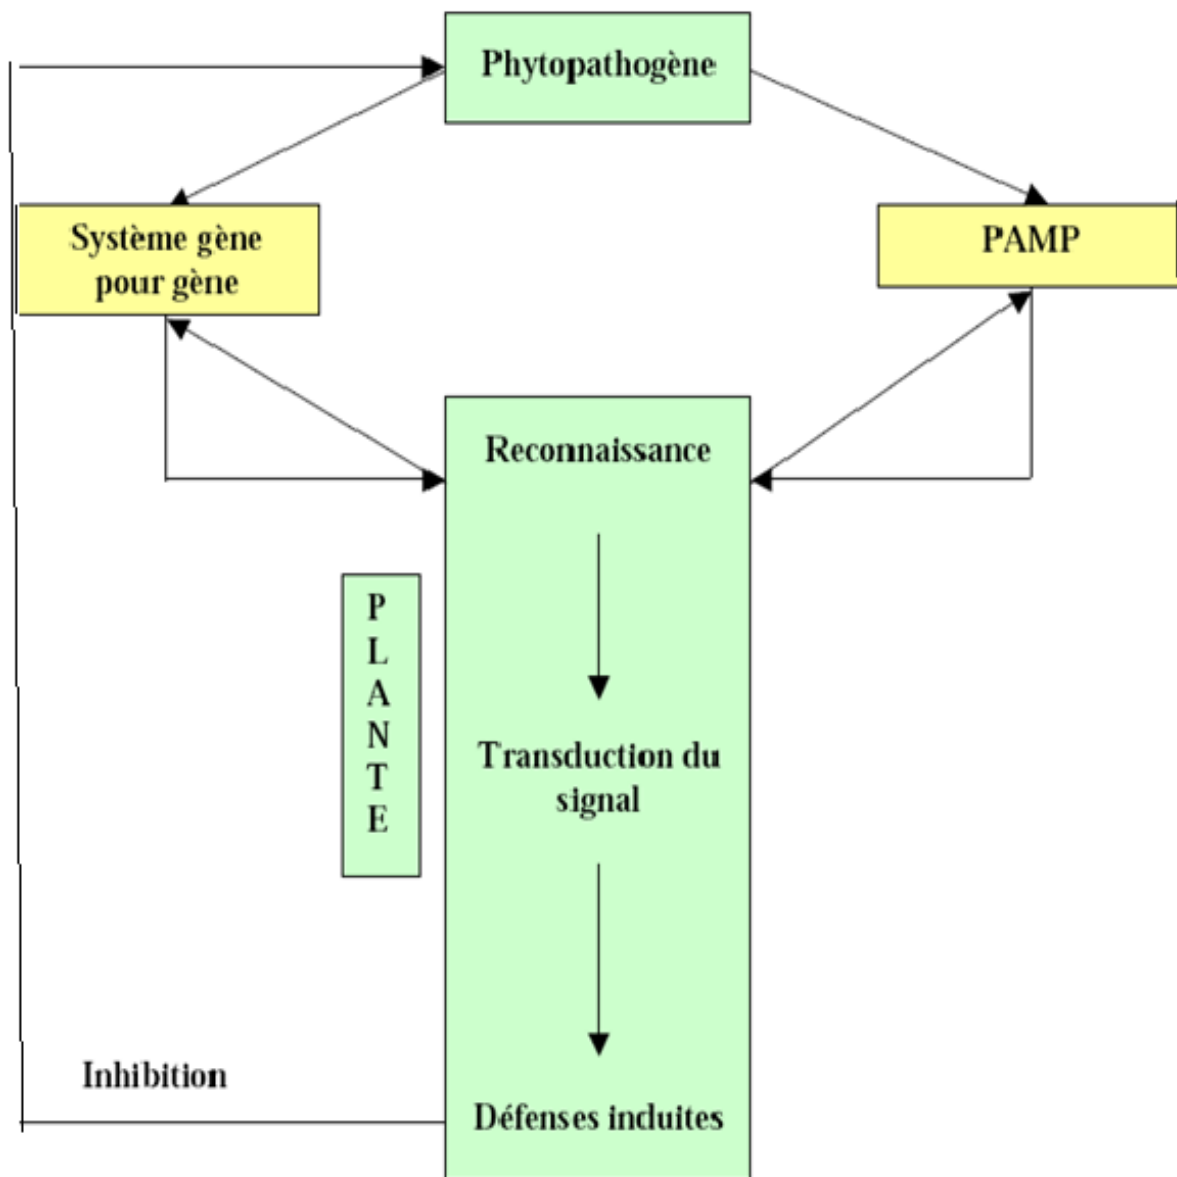 Phytopathogène
Système gène
pour gène
PAMP
Reconnaissance
P
L
A
N
T
E
Transduction du
signal
Inhibition
Défenses induites